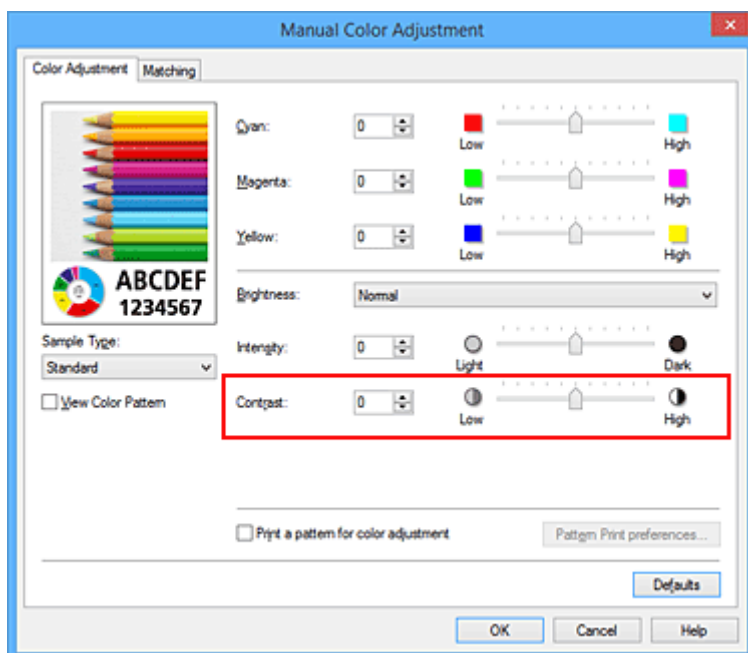 Manual Color Adjustment
Color Adjustment Matching
Cyan: 0 Low High
Magenta: 0 Low High
Yellow: 0 Low High
ABCDEF
1234567
Brightness: Normal
Sample Type:
Standard
Intensity: 0 Light Dark
View Color Pattern
Contrast: 0 Low High
Print a pattern for color adjustment Pattern Print preferences...
Defaults
OK Cancel Help